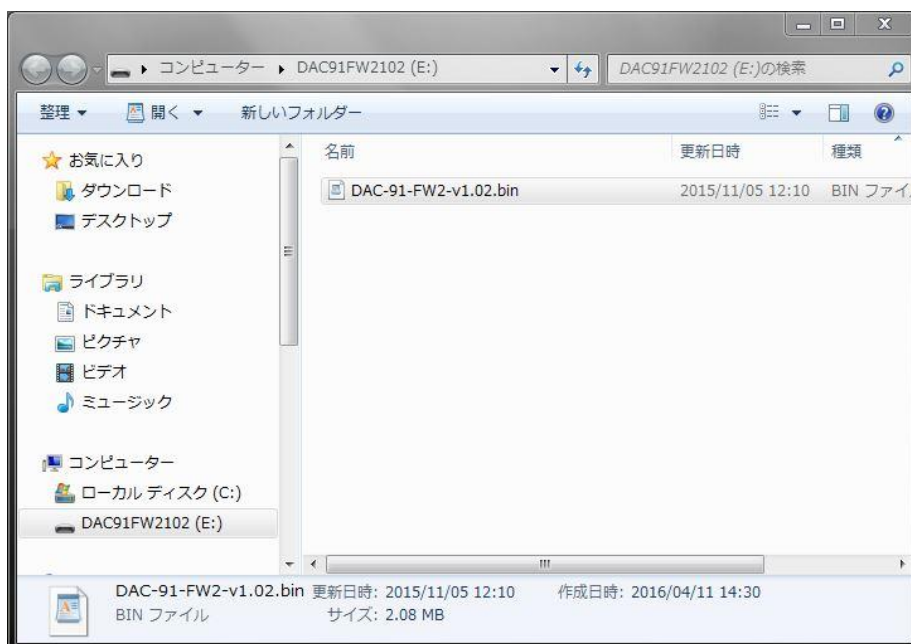 コンピューター ▸ DAC91FW2102 (E:)
DAC91FW2102 (E:)の検索
整理 開く 新しいフォルダー
お気に入り
ダウンロード
デスクトップ
ライブラリ
ドキュメント
ピクチャ
ビデオ
ミュージック
コンピューター
ローカル ディスク (C:)
DAC91FW2102 (E:)
名前 更新日時 種類
DAC-91-FW2-v1.02.bin 2015/11/05 12:10 BIN ファイ
DAC-91-FW2-v1.02.bin 更新日時: 2015/11/05 12:10 作成日時: 2016/04/11 14:30
BIN ファイル サイズ: 2.08 MB